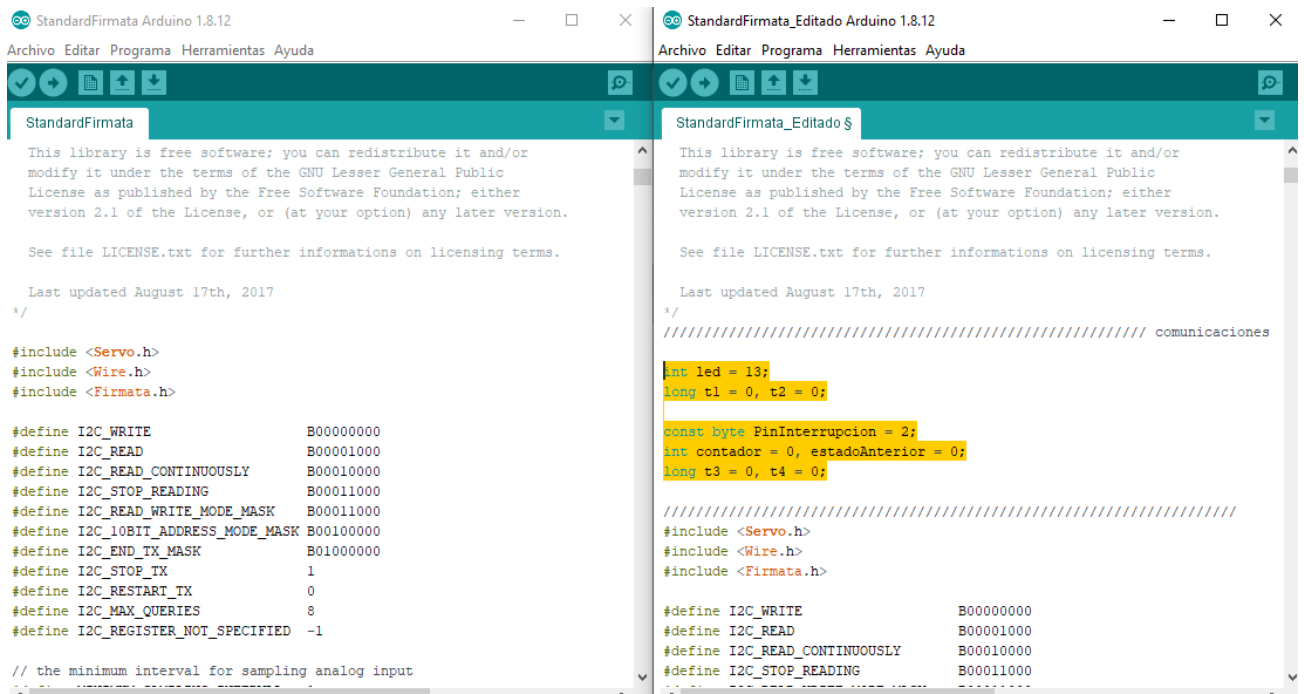 StandardFirmata Arduino 1.8.12
Archivo Editar Programa Herramientas Ayuda
StandardFirmata
This library is free software; you can redistribute it and/or
modify it under the terms of the GNU Lesser General Public
License as published by the Free Software Foundation; either
version 2.1 of the License, or (at your option) any later version.
See file LICENSE.txt for further informations on licensing terms.
Last updated August 17th, 2017
*/
#include <Servo.h>
#include <Wire.h>
#include <Firmata.h>
#define I2C_WRITE B00000000
#define I2C_READ B00001000
#define I2C_READ_CONTINUOUSLY B00010000
#define I2C_STOP_READING B00011000
#define I2C_READ_WRITE_MODE_MASK B00011000
#define I2C_10BIT_ADDRESS_MODE_MASK B00100000
#define I2C_END_TX_MASK B01000000
#define I2C_STOP_TX 1
#define I2C_RESTART_TX 0
#define I2C_MAX_QUERIES 8
#define I2C_REGISTER_NOT_SPECIFIED -1
// the minimum interval for sampling analog input
StandardFirmata_Editado Arduino 1.8.12
Archivo Editar Programa Herramientas Ayuda
StandardFirmata_Editado §
This library is free software; you can redistribute it and/or
modify it under the terms of the GNU Lesser General Public
License as published by the Free Software Foundation; either
version 2.1 of the License, or (at your option) any later version.
See file LICENSE.txt for further informations on licensing terms.
Last updated August 17th, 2017
*/
/////////////////////////////////////////////////////////// comunicaciones
int led = 13;
long t1 = 0, t2 = 0;
const byte PinInterrupcion = 2;
int contador = 0, estadoAnterior = 0;
long t3 = 0, t4 = 0;
//////////////////////////////////////////////////////////////////////
#include <Servo.h>
#include <Wire.h>
#include <Firmata.h>
#define I2C_WRITE B00000000
#define I2C_READ B00001000
#define I2C_READ_CONTINUOUSLY B00010000
#define I2C_STOP_READING B00011000